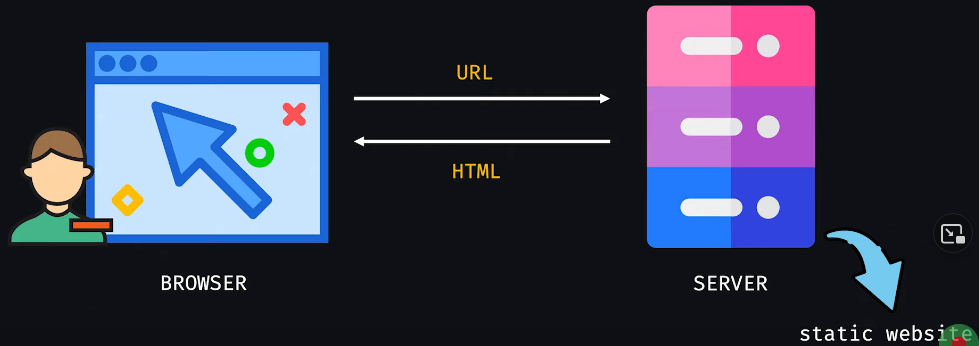 URL
HTML
BROWSER
SERVER
static website